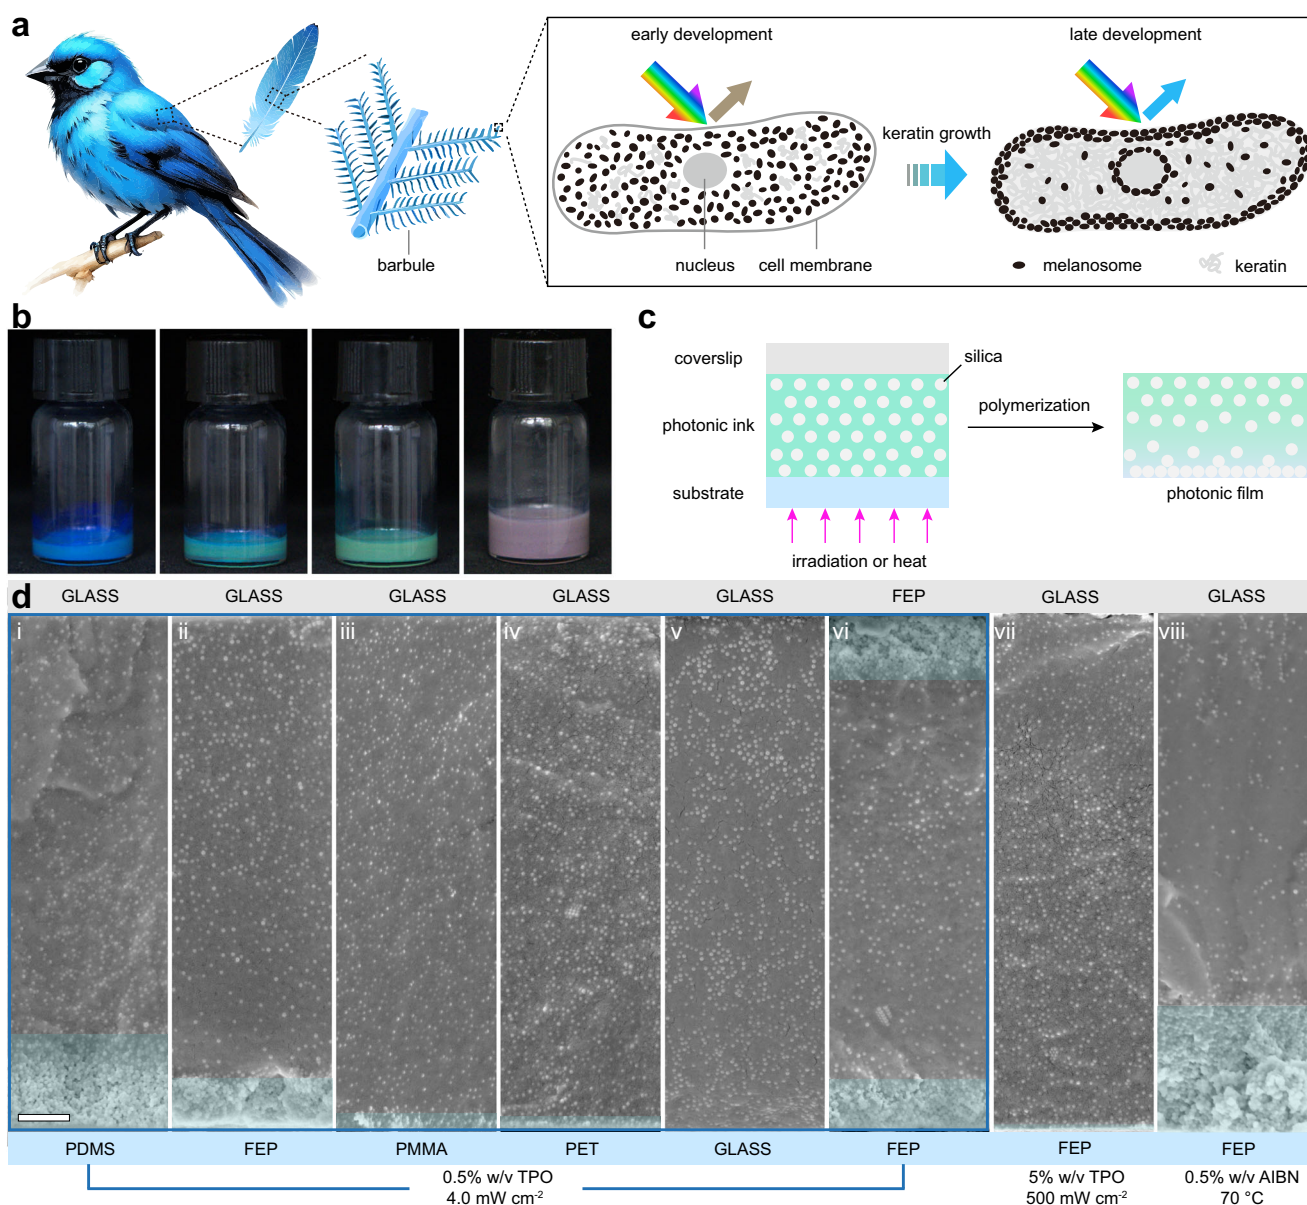 a
early development
late development
keratin growth
barbule
nucleus
cell membrane
melanosome
keratin
b
c
coverslip
silica
photonic ink
polymerization
substrate
photonic film
irradiation or heat
d
GLASS GLASS GLASS GLASS GLASS FEP GLASS GLASS
i ii iii iv v vi vii viii
PDMS FEP PMMA PET GLASS FEP FEP FEP
0.5% w/v TPO
4.0 mW cm⁻²
5% w/v TPO
500 mW cm⁻²
0.5% w/v AIBN
70 °C